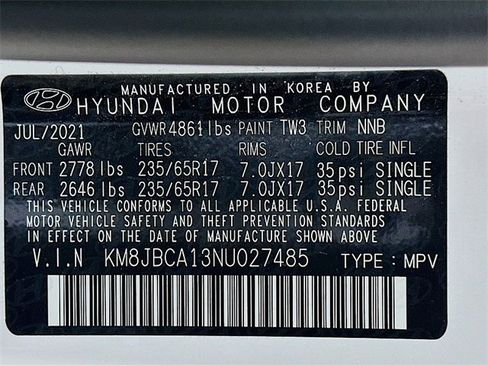 MANUFACTURED IN KOREA BY
HYUNDAI MOTOR COMPANY
JUL/2021 GVWR 4861 lbs PAINT TW3 TRIM NNB
GAWR TIRES RIMS COLD TIRE INFL
FRONT 2778 lbs 235/65R17 7.0JX17 35psi SINGLE
REAR 2646 lbs 235/65R17 7.0JX17 35psi SINGLE
THIS VEHICLE CONFORMS TO ALL APPLICABLE U.S.A. FEDERAL
MOTOR VEHICLE SAFETY AND THEFT PREVENTION STANDARDS
IN EFFECT ON THE DATE OF MANUFACTURE SHOWN ABOVE.
V.I.N KM8JBCA13NU027485 TYPE : MPV